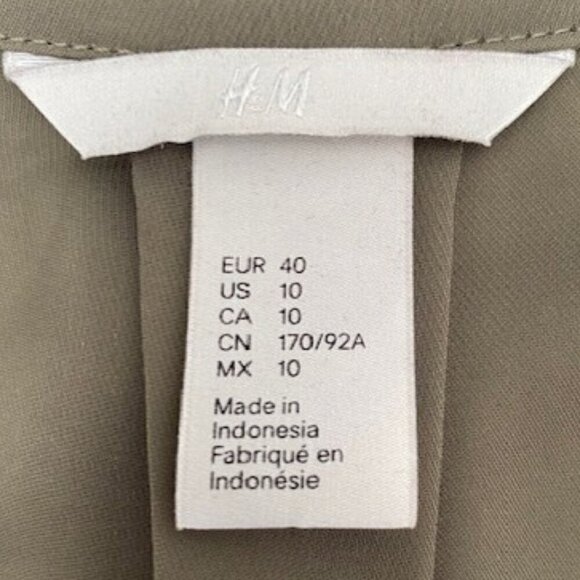 H&M
EUR 40
US 10
CA 10
CN 170/92A
MX 10
Made in
Indonesia
Fabriqué en
Indonésie